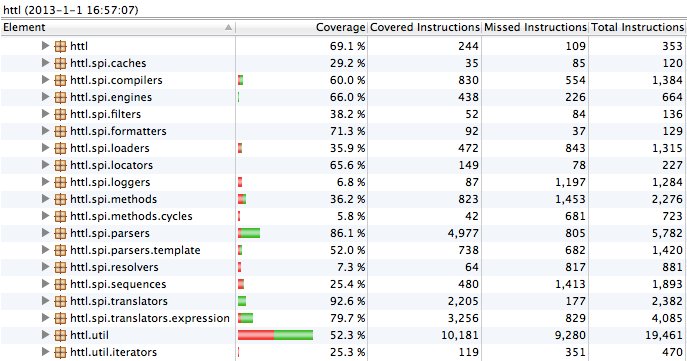 httl (2013-1-1 16:57:07)
Element Coverage Covered Instructions Missed Instructions Total Instructions
httl 69.1 % 244 109 353
httl.spi.caches 29.2 % 35 85 120
httl.spi.compilers 60.0 % 830 554 1,384
httl.spi.engines 66.0 % 438 226 664
httl.spi.filters 38.2 % 52 84 136
httl.spi.formatters 71.3 % 92 37 129
httl.spi.loaders 35.9 % 472 843 1,315
httl.spi.locators 65.6 % 149 78 227
httl.spi.loggers 6.8 % 87 1,197 1,284
httl.spi.methods 36.2 % 823 1,453 2,276
httl.spi.methods.cycles 5.8 % 42 681 723
httl.spi.parsers 86.1 % 4,977 805 5,782
httl.spi.parsers.template 52.0 % 738 682 1,420
httl.spi.resolvers 7.3 % 64 817 881
httl.spi.sequences 25.4 % 480 1,413 1,893
httl.spi.translators 92.6 % 2,205 177 2,382
httl.spi.translators.expression 79.7 % 3,256 829 4,085
httl.util 52.3 % 10,181 9,280 19,461
httl.util.iterators 25.3 % 119 351 470